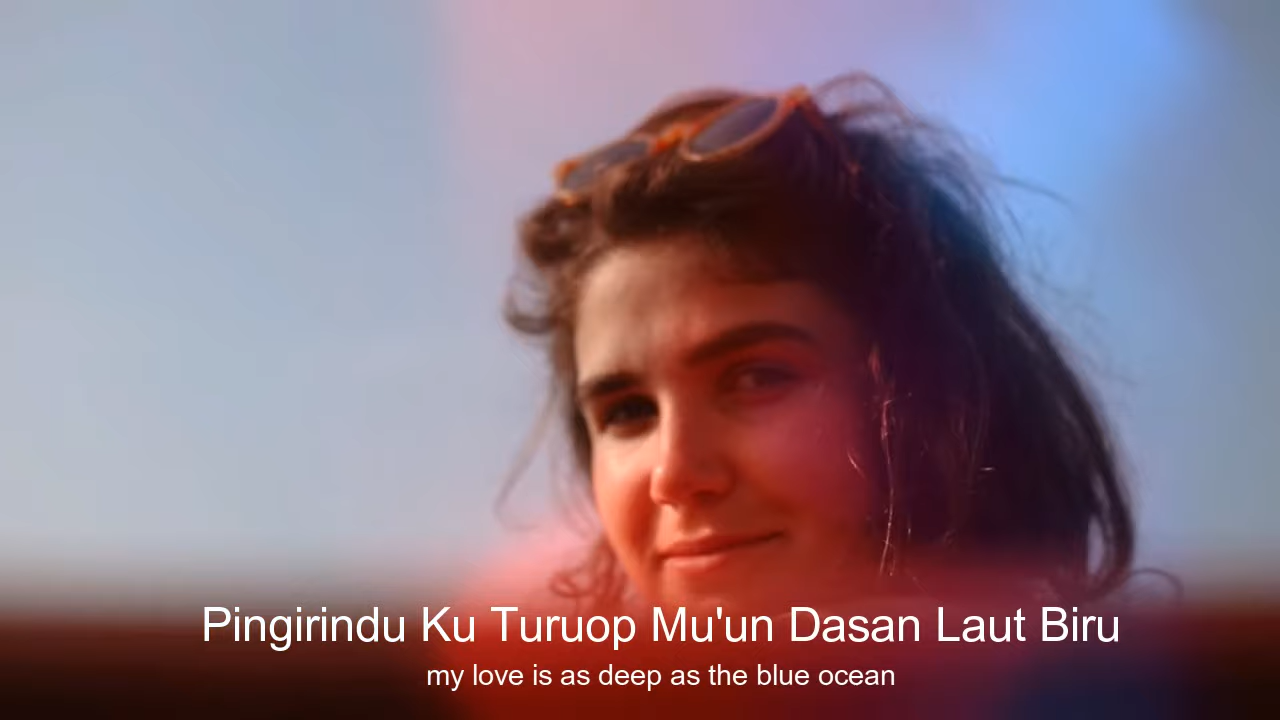 Pingirindu Ku Turuop Mu'un Dasan Laut Biru
my love is as deep as the blue ocean